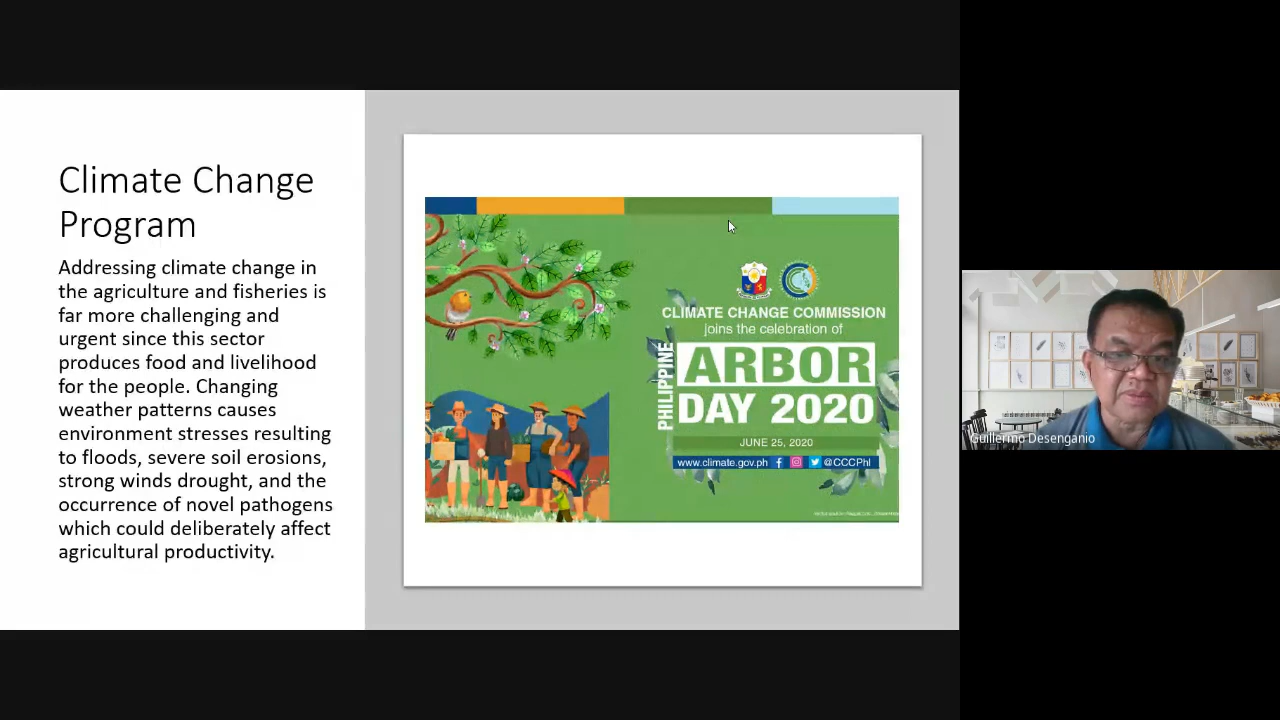 Climate Change
Program
Addressing climate change in
the agriculture and fisheries is
far more challenging and
urgent since this sector
produces food and livelihood
for the people. Changing
weather patterns causes
environment stresses resulting
to floods, severe soil erosions,
strong winds drought, and the
occurrence of novel pathogens
which could deliberately affect
agricultural productivity.
CLIMATE CHANGE COMMISSION
joins the celebration of
PHILIPPINE
ARBOR
DAY 2020
JUNE 25, 2020
www.climate.gov.ph @CCCPhl
Guillermo Desenganio